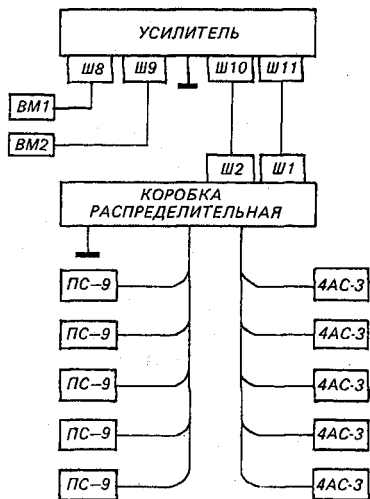 УСИЛИТЕЛЬ
Ш8 Ш9 Ш10 Ш11
ВМ1
ВМ2
Ш2 Ш1
КОРОБКА
РАСПРЕДЕЛИТЕЛЬНАЯ
ПС-9 4АС-3
ПС-9 4АС-3
ПС-9 4АС-3
ПС-9 4АС-3
ПС-9 4АС-3